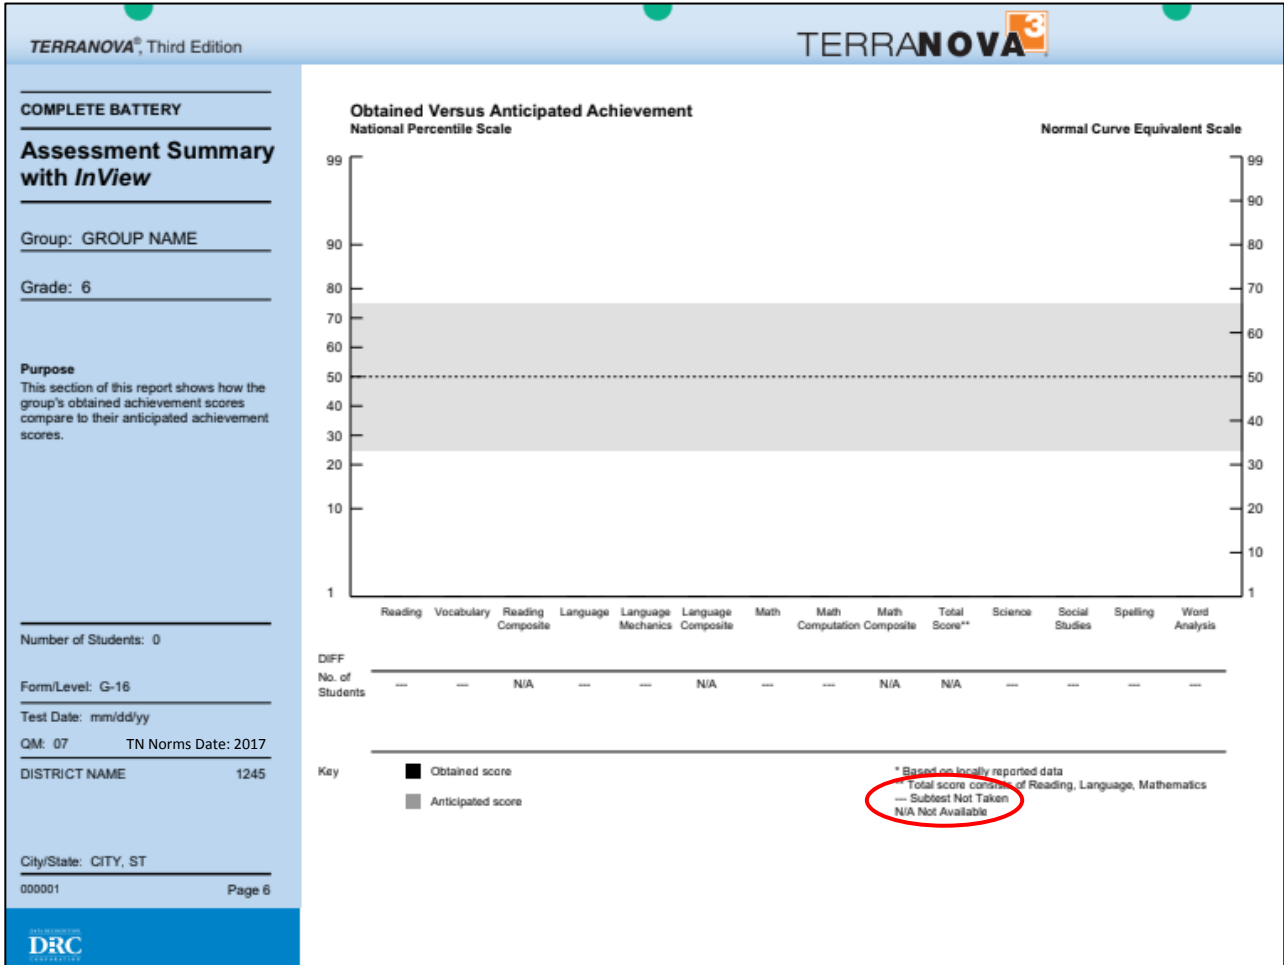 TERRANOVA®, Third Edition
TERRANOVA 3
COMPLETE BATTERY
Assessment Summary
with InView
Group: GROUP NAME
Grade: 6
Purpose
This section of this report shows how the
group's obtained achievement scores
compare to their anticipated achievement
scores.
Number of Students: 0
Form/Level: G-16
Test Date: mm/dd/yy
QM: 07 TN Norms Date: 2017
DISTRICT NAME 1245
City/State: CITY, ST
000001 Page 6
DRC
Obtained Versus Anticipated Achievement
National Percentile Scale
Normal Curve Equivalent Scale
99
90
80
70
60
50
40
30
20
10
1
99
90
80
70
60
50
40
30
20
10
1
Reading Vocabulary Reading Composite Language Language Mechanics Language Composite Math Math Computation Math Composite Total Score** Science Social Studies Spelling Word Analysis
DIFF
No. of Students --- --- N/A --- --- N/A --- --- N/A N/A --- --- --- ---
Key
Obtained score
Anticipated score
* Based on locally reported data
** Total score consists of Reading, Language, Mathematics
--- Subtest Not Taken
N/A Not Available